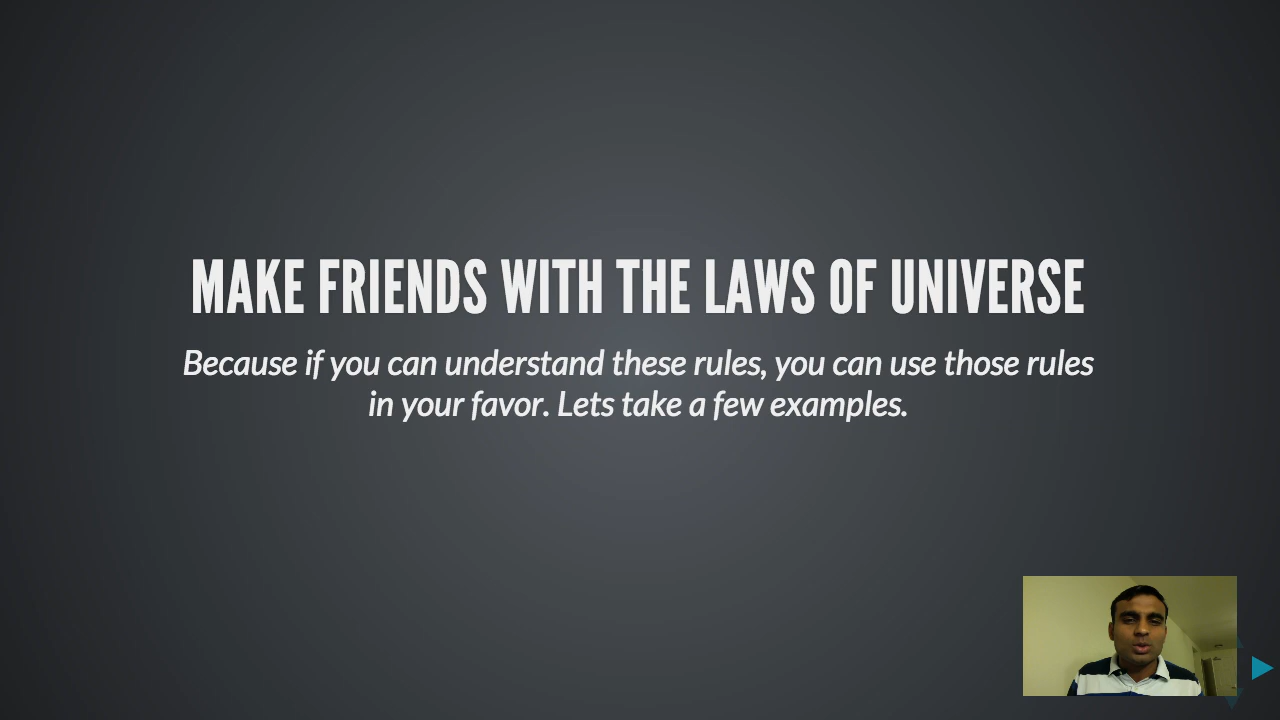 MAKE FRIENDS WITH THE LAWS OF UNIVERSE
Because if you can understand these rules, you can use those rules
in your favor. Lets take a few examples.